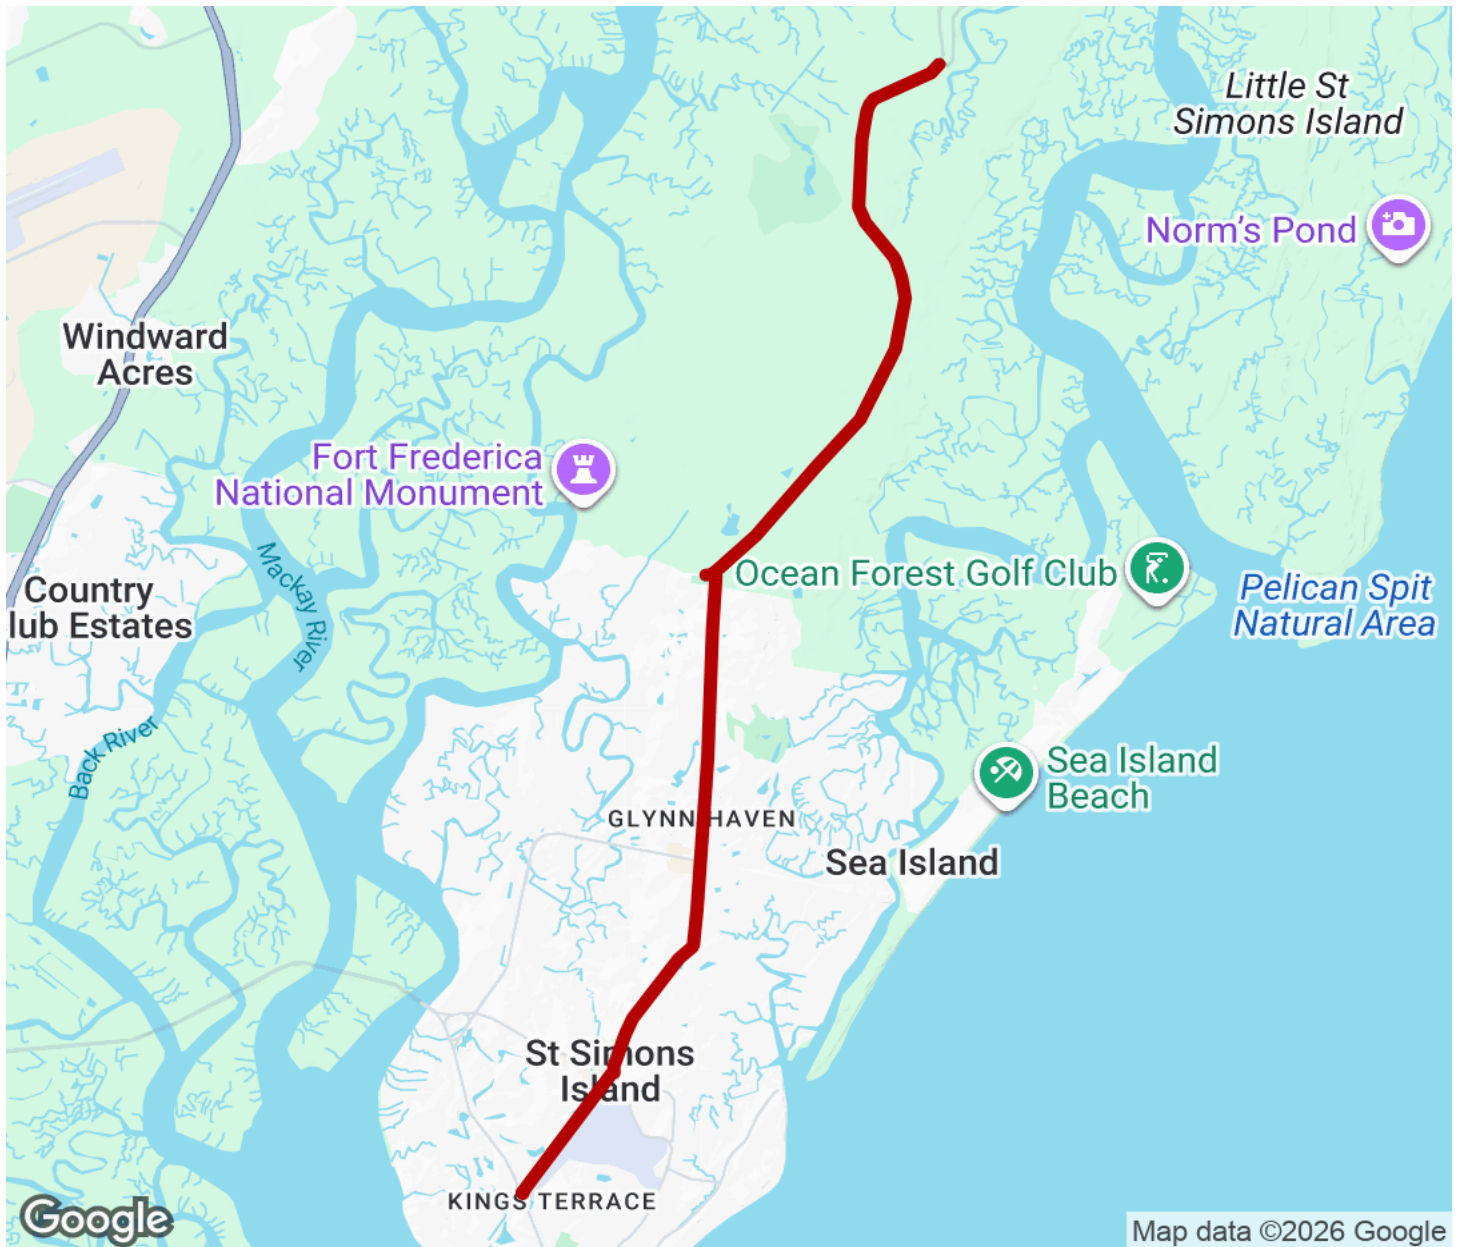 Little St
Simons Island
Norm's Pond
Windward
Acres
Fort Frederica
National Monument
Mackay River
Ocean Forest Golf Club
Country
lub Estates
Pelican Spit
Natural Area
Back River
Sea Island
Beach
GLYNN HAVEN
Sea Island
St Simons
Island
KINGS TERRACE
Google
Map data ©2026 Google